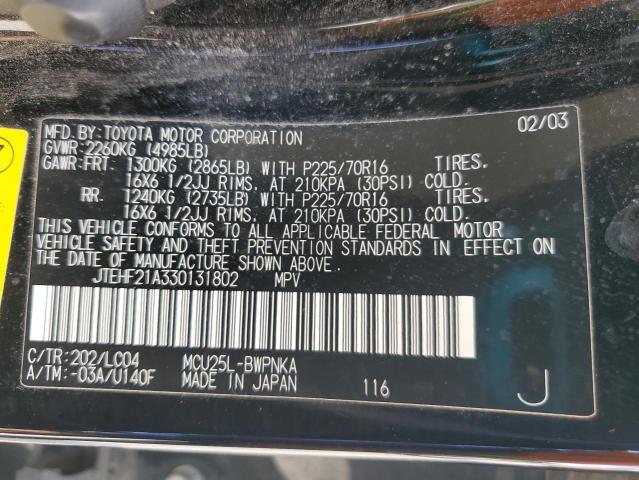 MFD.BY:TOYOTA MOTOR CORPORATION 02/03
GVWR:2260KG (4985LB)
GAWR:FRT. 1300KG (2865LB) WITH P225/70R16 TIRES.
16X6 1/2JJ RIMS. AT 210KPA (30PSI) COLD.
RR. 1240KG (2735LB) WITH P225/70R16 TIRES.
16X6 1/2JJ RIMS. AT 210KPA (30PSI) COLD.
THIS VEHICLE CONFORMS TO ALL APPLICABLE FEDERAL MOTOR
VEHICLE SAFETY AND THEFT PREVENTION STANDARDS IN EFFECT ON
THE DATE OF MANUFACTURE SHOWN ABOVE.
JTEHF21A330131802 MPV
C/TR:202/LC04 MCU25L-BWPNKA
A/TM:-03A/U140F MADE IN JAPAN 116 J